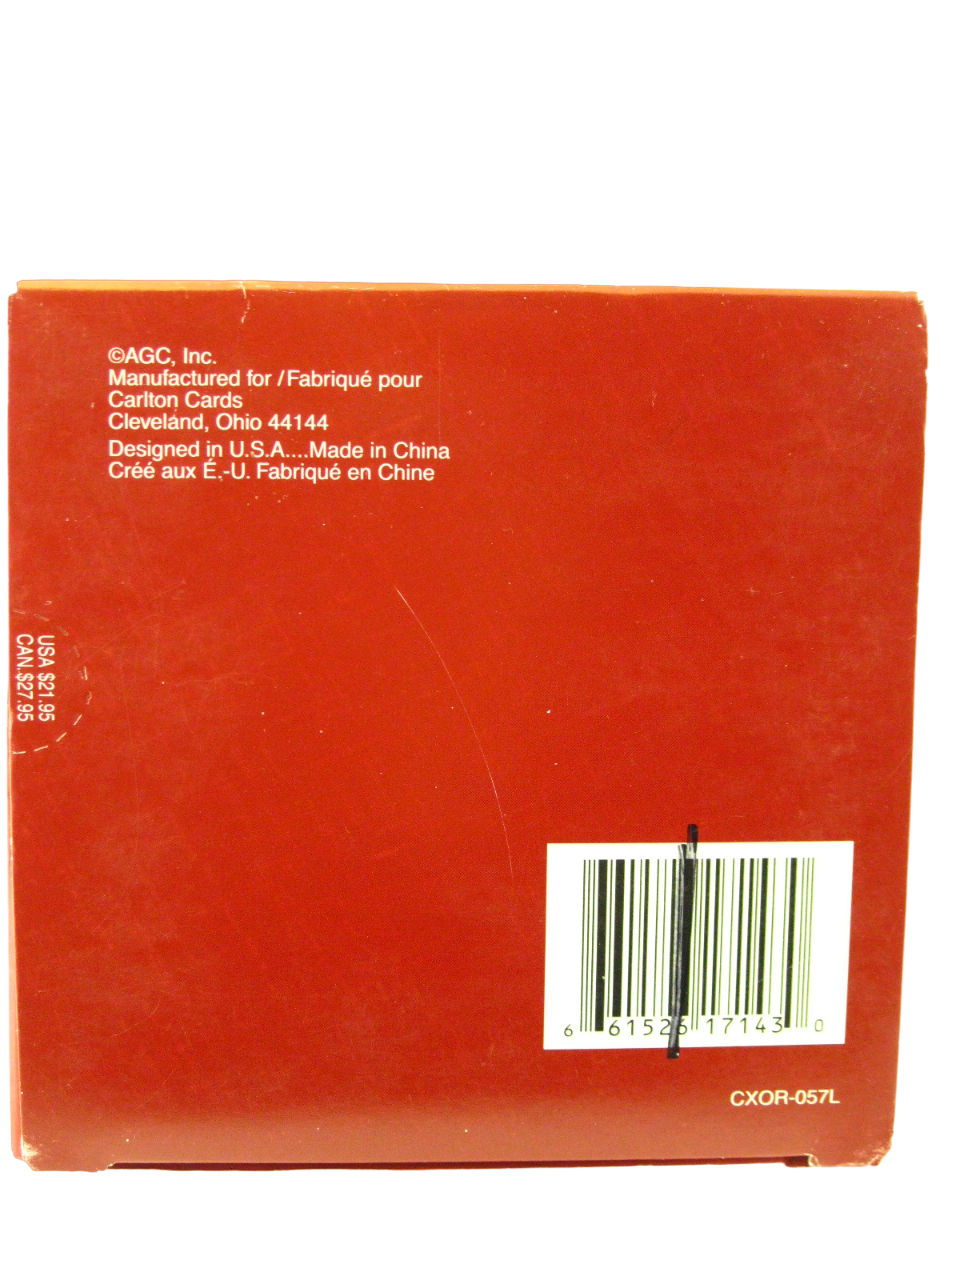 ©AGC, Inc.
Manufactured for / Fabriqué pour
Carlton Cards
Cleveland, Ohio 44144
Designed in U.S.A....Made in China
Créé aux É.-U. Fabriqué en Chine
USA $21.95
CAN.$27.95
6 61526 17143 0
CXOR-057L